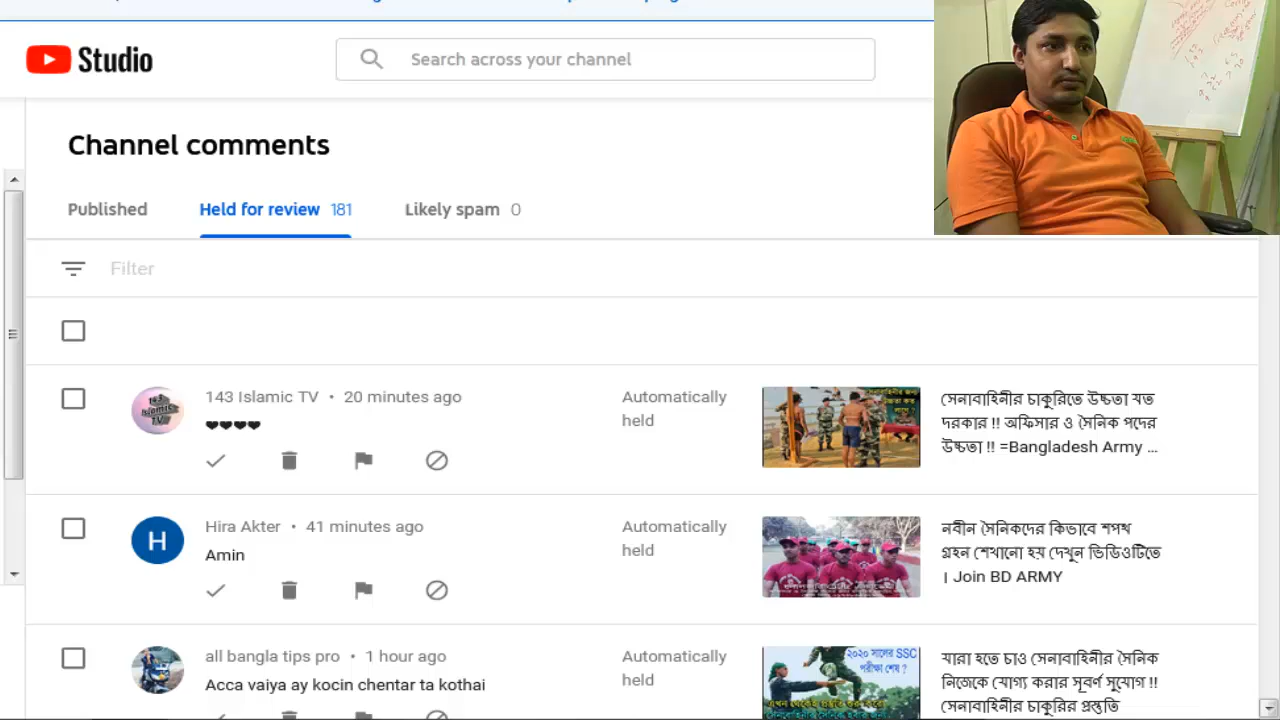 Studio
Search across your channel
Channel comments
Published
Held for review 181
Likely spam 0
Filter
143 Islamic TV • 20 minutes ago
❤❤❤❤
Automatically
held
সেনাবাহিনীর চাকুরিতে উচ্চতা যত
দরকার !! অফিসার ও সৈনিক পদের
উচ্চতা !! =Bangladesh Army ...
H
Hira Akter • 41 minutes ago
Amin
Automatically
held
নবীন সৈনিকদের কিভাবে শপথ
গ্রহন শেখানো হয় দেখুন ভিডিওটিতে
। Join BD ARMY
all bangla tips pro • 1 hour ago
Acca vaiya ay kocin chentar ta kothai
Automatically
held
২০২০ সালের SSC
পরীক্ষা শেষ ?
যারা হতে চাও সেনাবাহিনীর সৈনিক
নিজেকে যোগ্য করার সূবর্ণ সুযোগ !!
সেনাবাহিনীর চাকুরির প্রস্তুতি